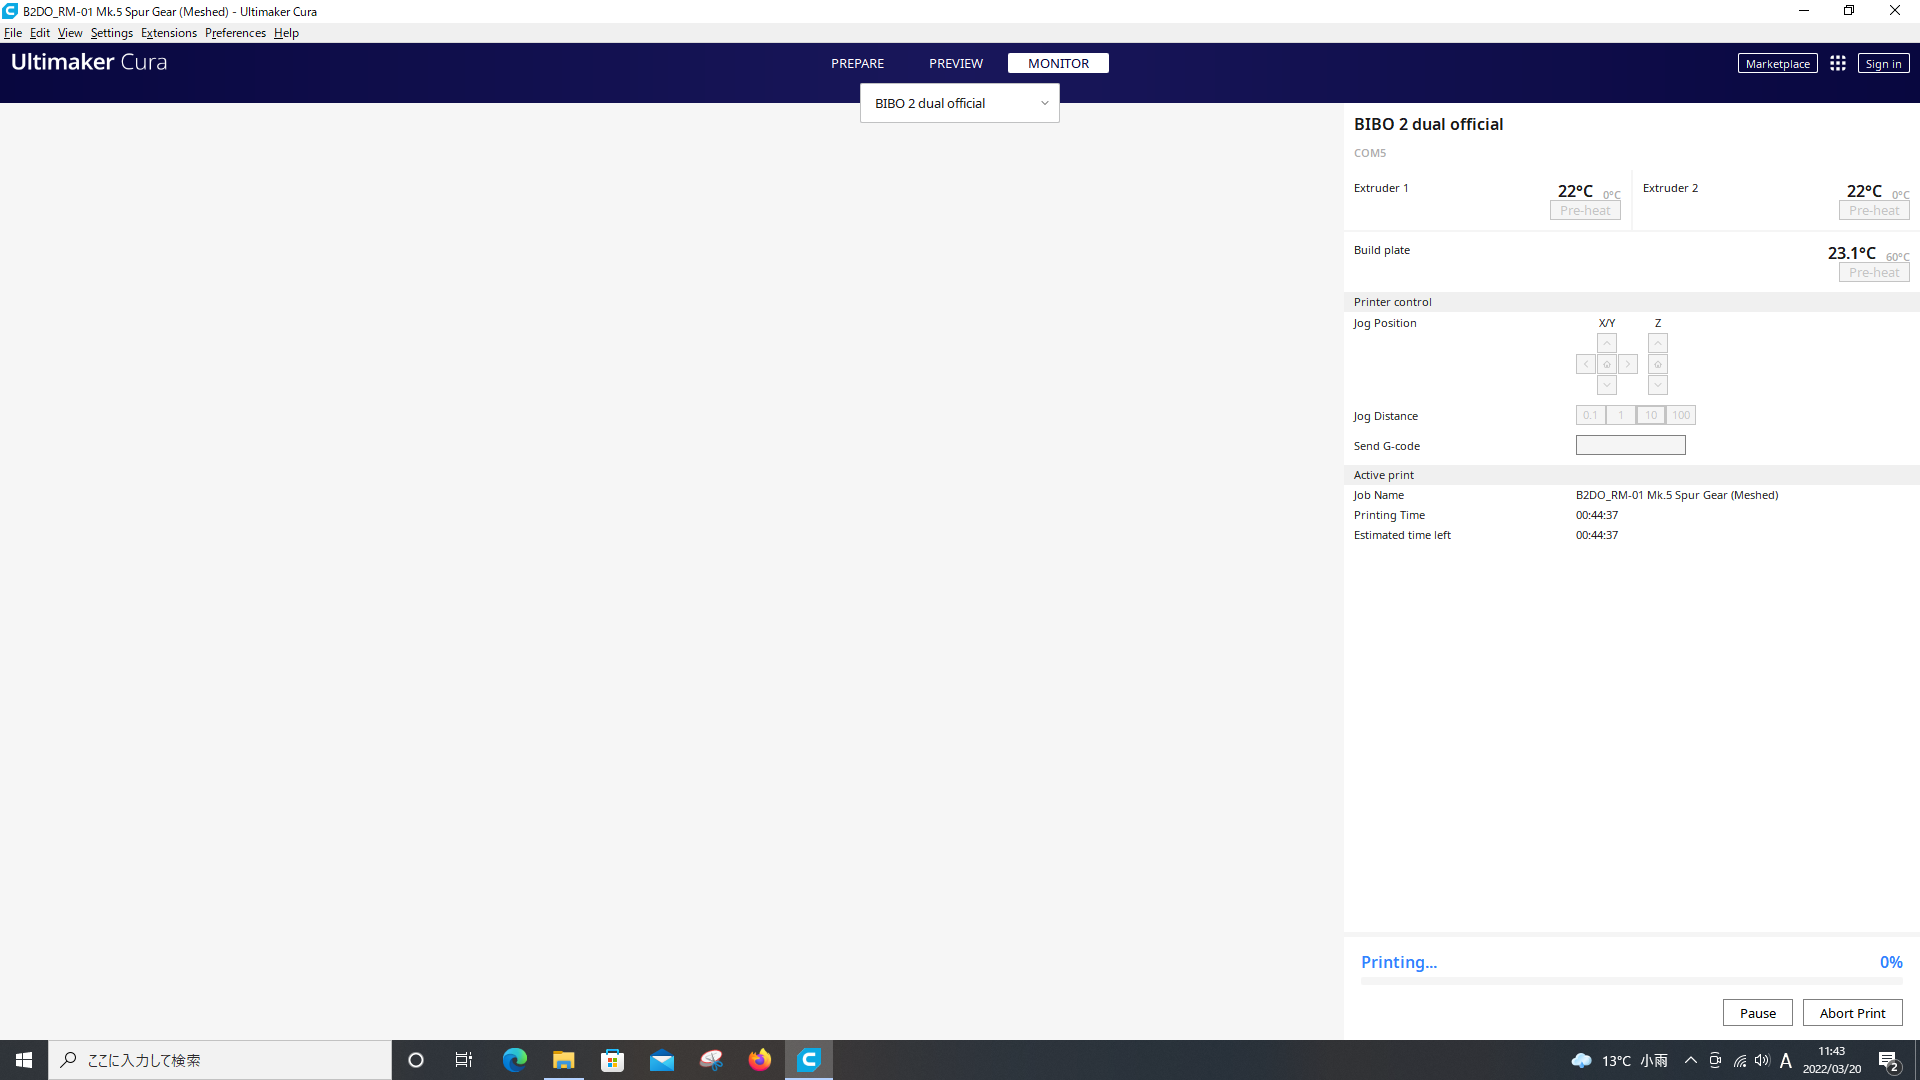 B2DO_RM-01 Mk.5 Spur Gear (Meshed) - Ultimaker Cura
File Edit View Settings Extensions Preferences Help
Ultimaker Cura
PREPARE PREVIEW MONITOR
Marketplace Sign in
BIBO 2 dual official
BIBO 2 dual official
COM5
Extruder 1 22°C 0°C
Pre-heat
Extruder 2 22°C 0°C
Pre-heat
Build plate 23.1°C 60°C
Pre-heat
Printer control
Jog Position X/Y Z
Jog Distance 0.1 1 10 100
Send G-code
Active print
Job Name B2DO_RM-01 Mk.5 Spur Gear (Meshed)
Printing Time 00:44:37
Estimated time left 00:44:37
Printing... 0%
Pause Abort Print
ここに入力して検索
13°C 小雨 A 11:43
2022/03/20
2